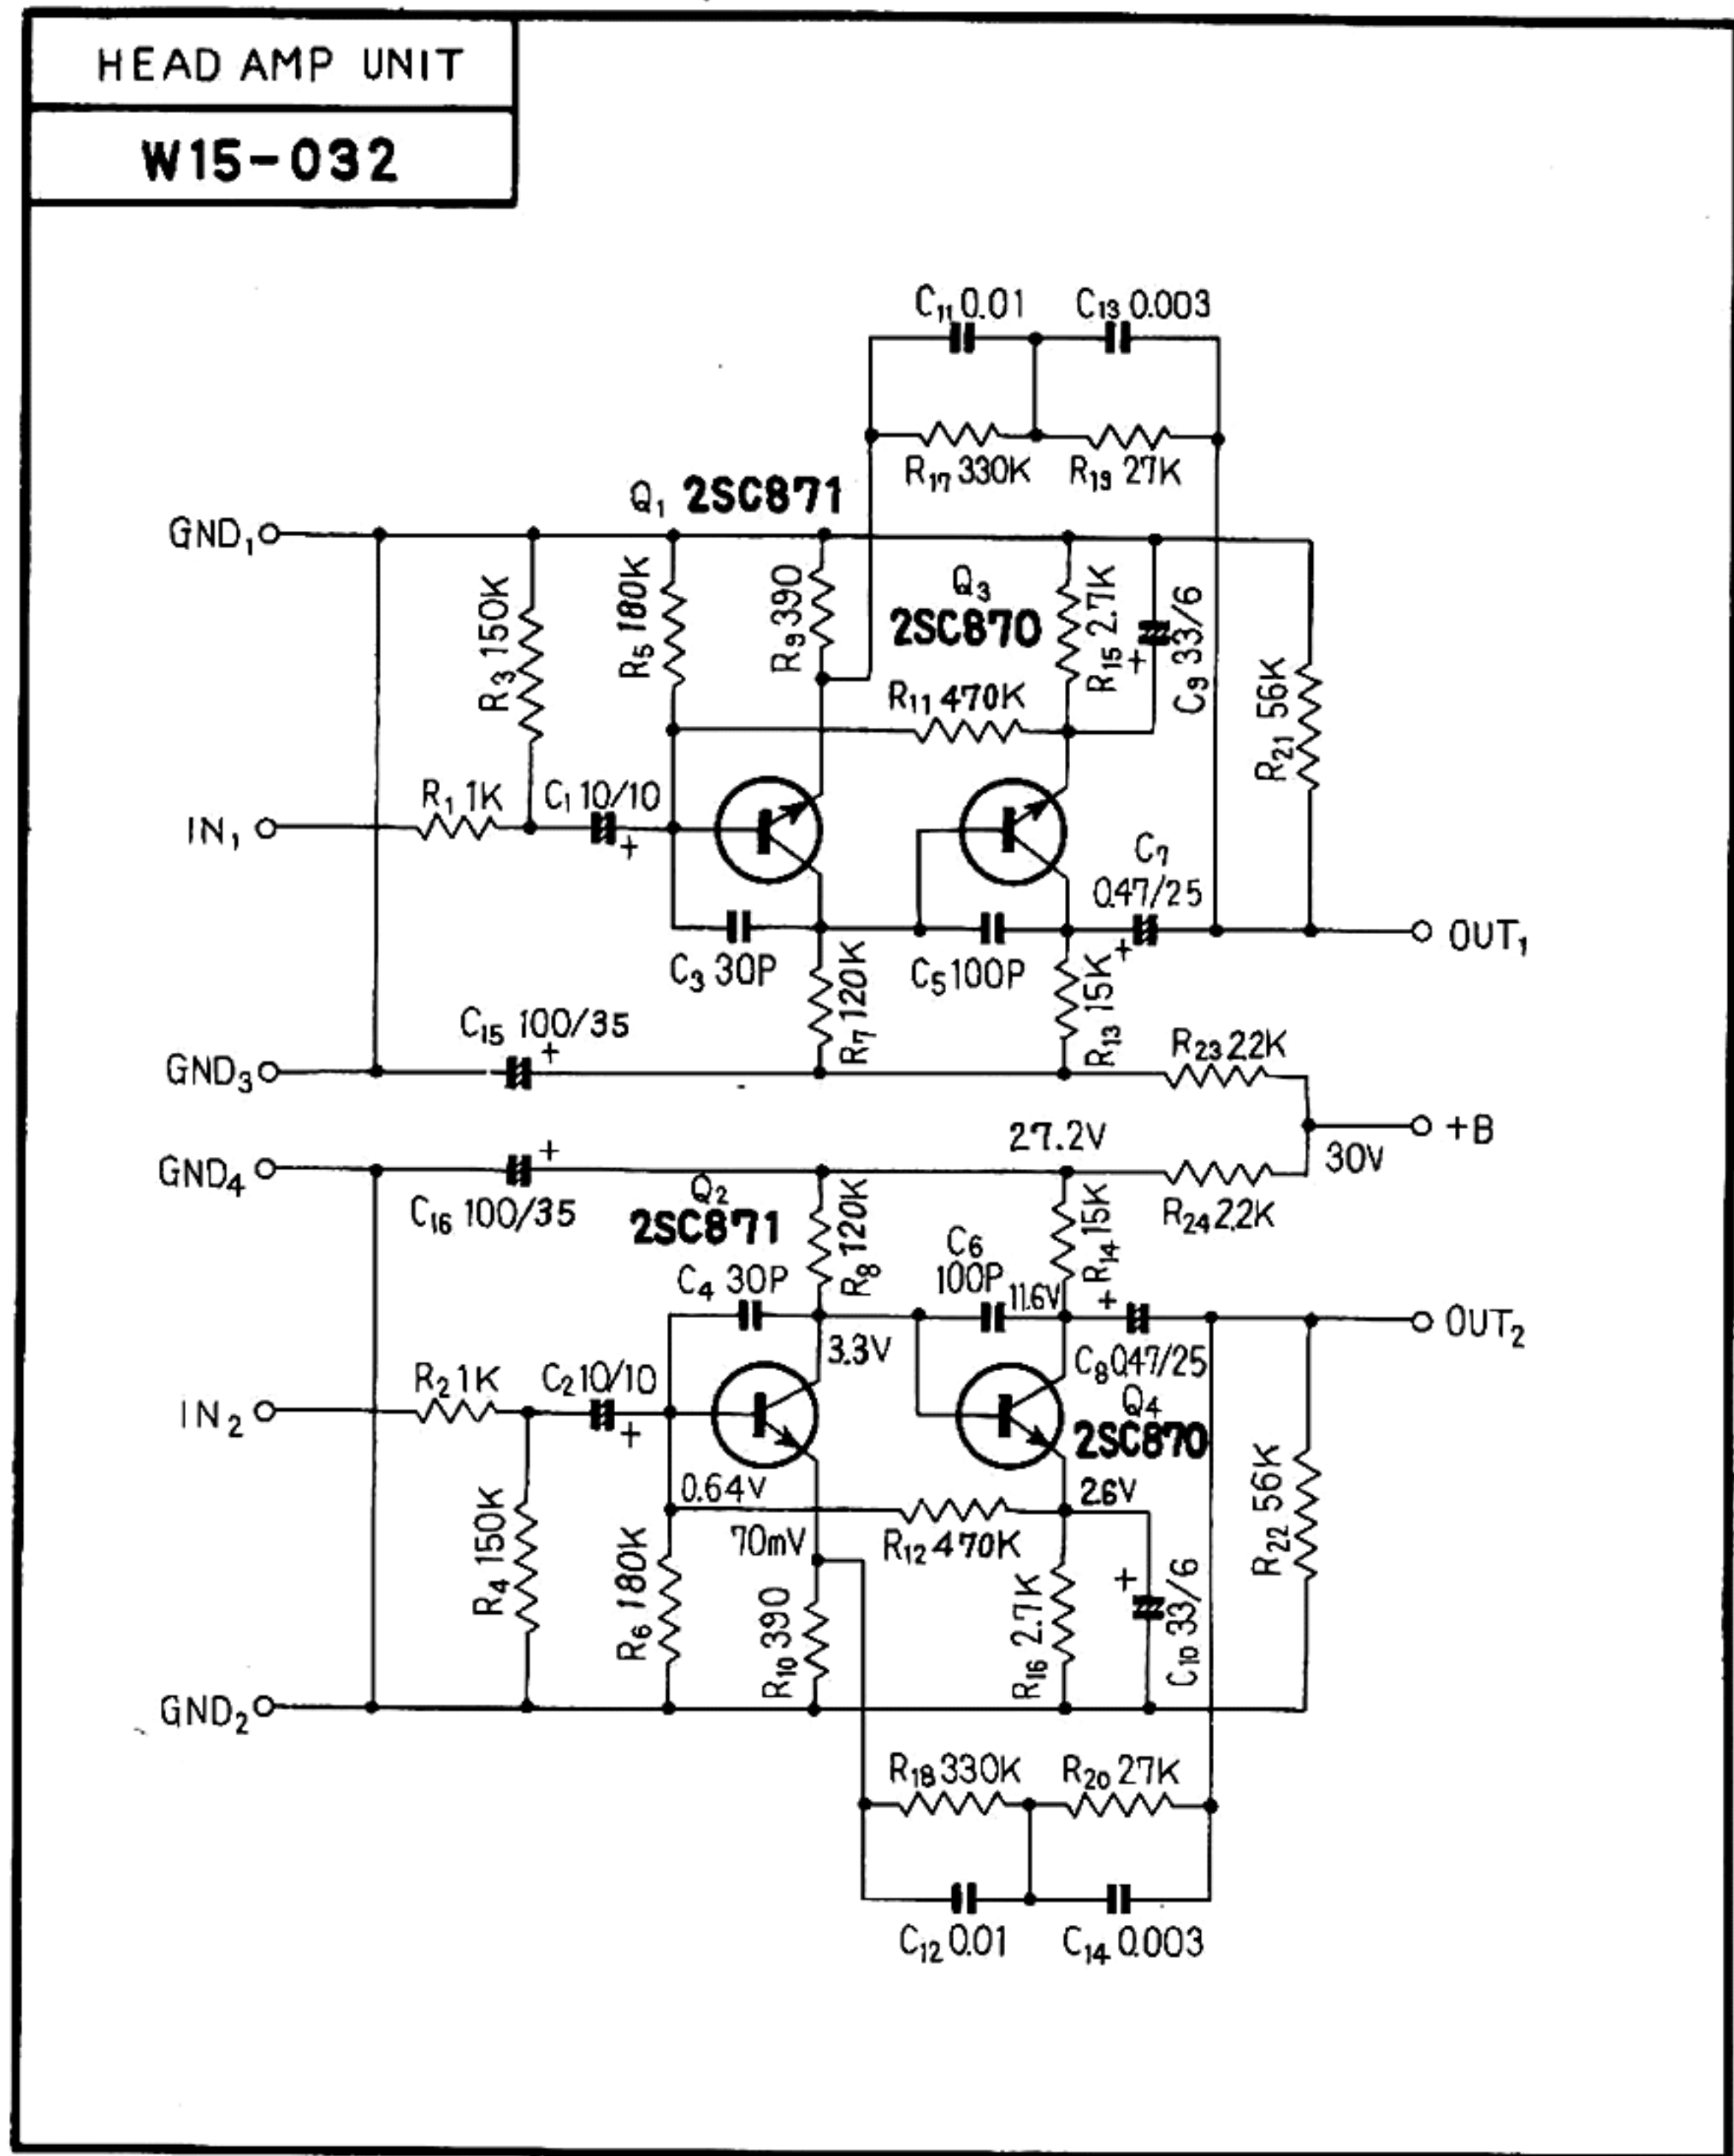 HEAD AMP UNIT
W15-032
C11 0.01
C13 0.003
R17 330K
R19 27K
Q1 2SC871
GND1
R3 150K
R5 180K
R9 390
Q3
2SC870
R15 2.7K
+
C9 33/6
R11 470K
R21 56K
R1 1K
C1 10/10
+
IN1
C7
0.47/25
+
OUT1
C3 30P
R7 120K
C5 100P
R13 15K
C15 100/35
+
GND3
R23 22K
+B
30V
27.2V
GND4
+
C16 100/35
R24 2.2K
Q2
2SC871
R8 120K
C6
100P
11.6V
R14 15K
+
C4 30P
OUT2
3.3V
C8 0.47/25
R2 1K
C2 10/10
+
IN2
Q4
2SC870
0.64V
2.6V
70mV
R12 470K
R4 150K
R6 180K
R10 390
R16 2.7K
+
C10 33/6
R22 56K
GND2
R18 330K
R20 27K
C12 0.01
C14 0.003